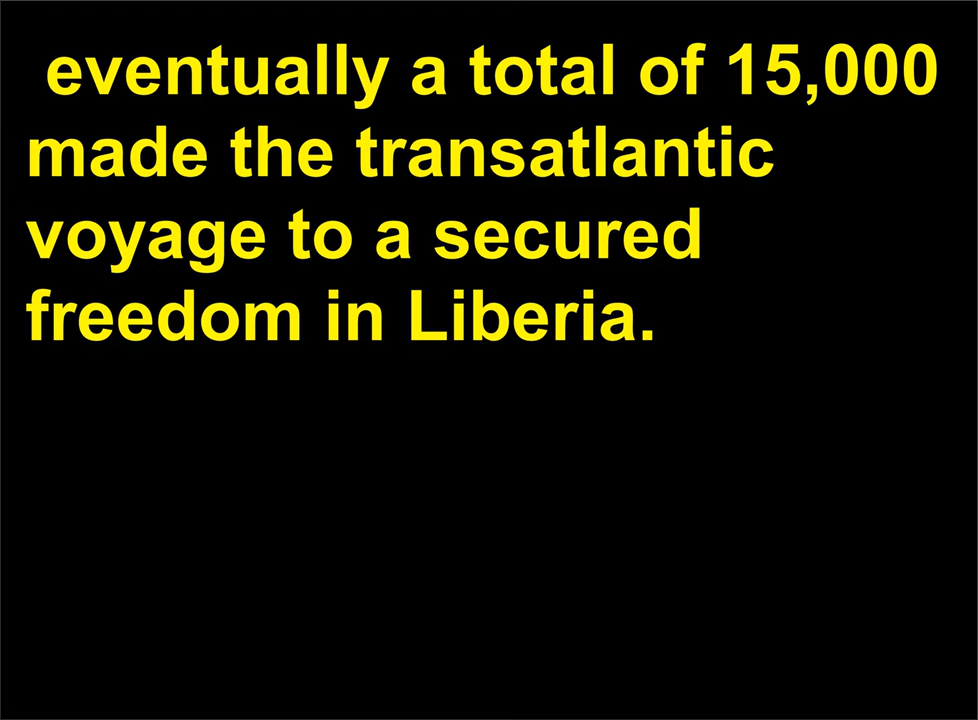 eventually a total of 15,000
made the transatlantic
voyage to a secured
freedom in Liberia.